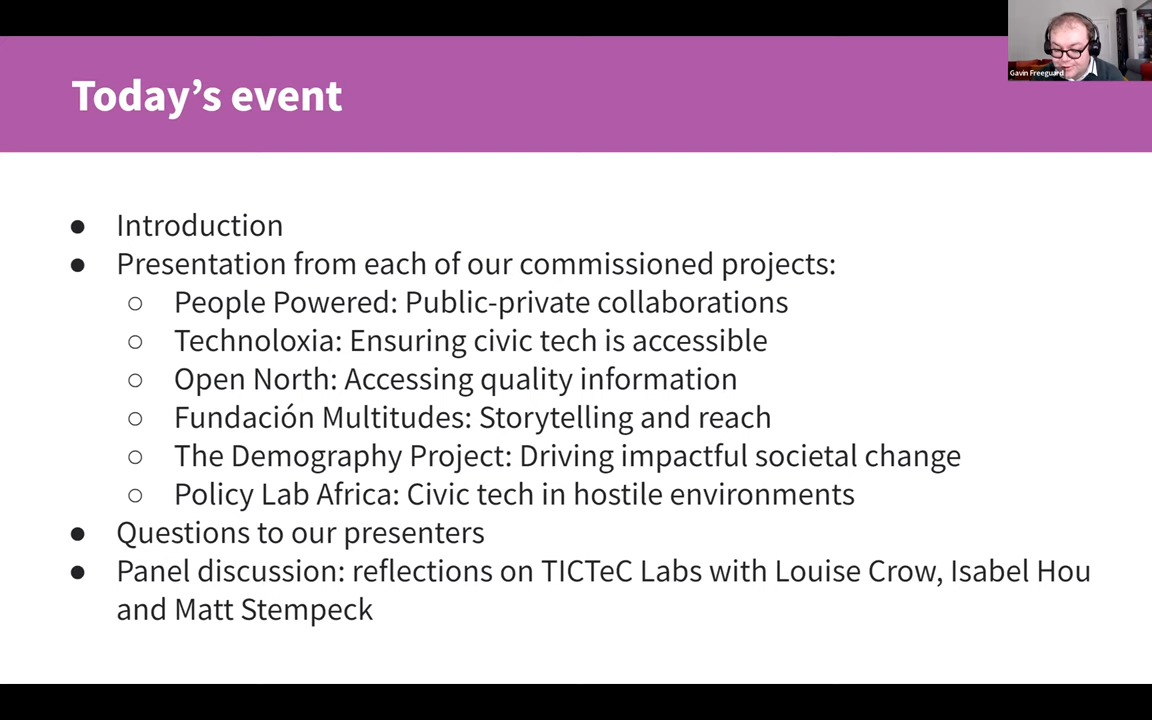 Gavin Freeguard
Today’s event
● Introduction
● Presentation from each of our commissioned projects:
○ People Powered: Public-private collaborations
○ Technoloxia: Ensuring civic tech is accessible
○ Open North: Accessing quality information
○ Fundación Multitudes: Storytelling and reach
○ The Demography Project: Driving impactful societal change
○ Policy Lab Africa: Civic tech in hostile environments
● Questions to our presenters
● Panel discussion: reflections on TICTeC Labs with Louise Crow, Isabel Hou
and Matt Stempeck